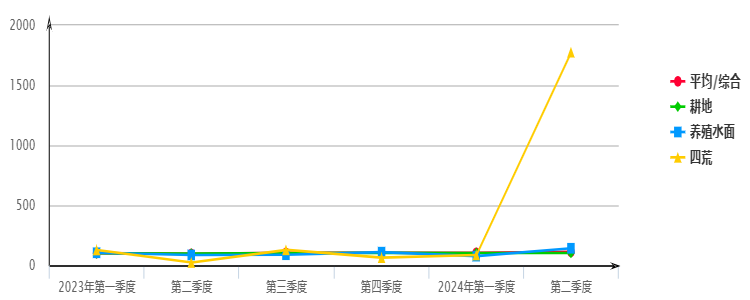 2000
1500
1000
500
0
2023年第一季度
第二季度
第三季度
第四季度
2024年第一季度
第二季度
平均/综合
耕地
养殖水面
四荒